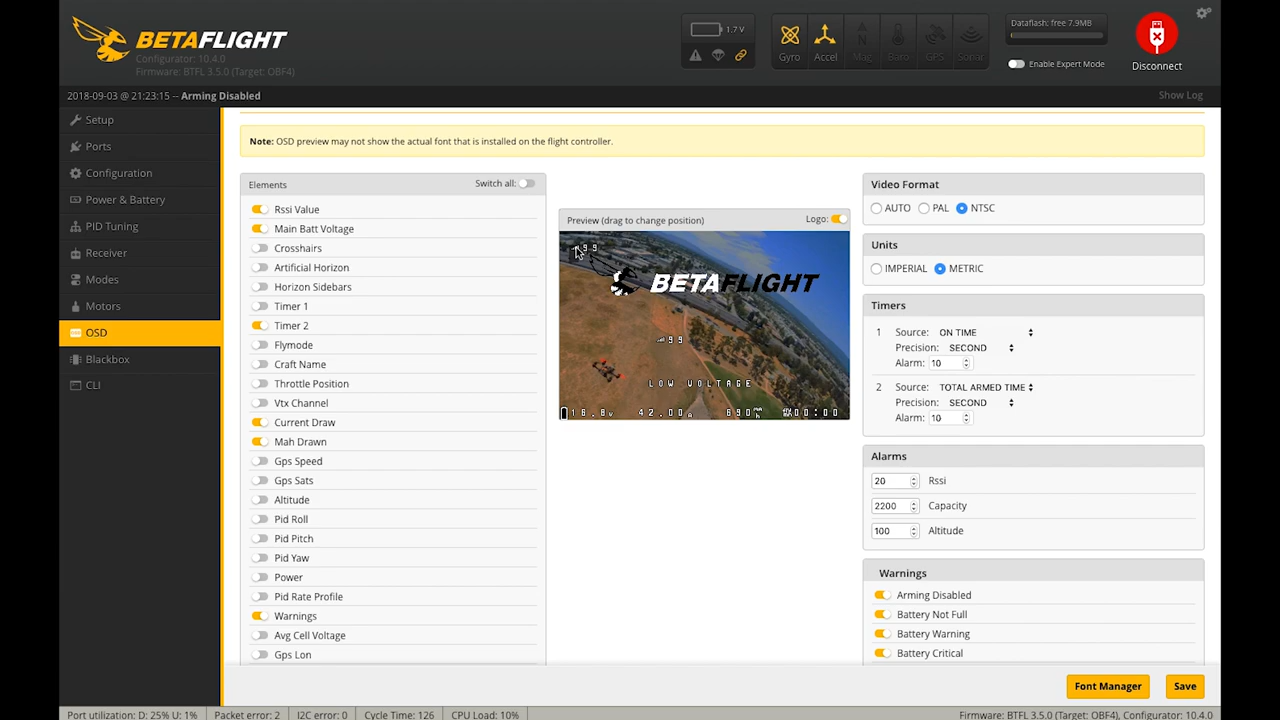 BETAFLIGHT
Configurator: 10.4.0
Firmware: BTFL 3.5.0 (Target: OBF4)
1.7 V
Gyro
Accel
Mag
Baro
GPS
Sonar
Dataflash: free 7.9MB
Enable Expert Mode
Disconnect
2018-09-03 @ 21:23:15 -- Arming Disabled
Show Log
Setup
Ports
Configuration
Power & Battery
PID Tuning
Receiver
Modes
Motors
OSD
Blackbox
CLI
Note: OSD preview may not show the actual font that is installed on the flight controller.
Elements
Switch all:
Rssi Value
Main Batt Voltage
Crosshairs
Artificial Horizon
Horizon Sidebars
Timer 1
Timer 2
Flymode
Craft Name
Throttle Position
Vtx Channel
Current Draw
Mah Drawn
Gps Speed
Gps Sats
Altitude
Pid Roll
Pid Pitch
Pid Yaw
Power
Pid Rate Profile
Warnings
Avg Cell Voltage
Gps Lon
Preview (drag to change position)
Logo:
99
BETAFLIGHT
99
LOW VOLTAGE
16.8V 42.00A 690 00:00
Video Format
AUTO PAL NTSC
Units
IMPERIAL METRIC
Timers
1 Source: ON TIME
Precision: SECOND
Alarm: 10
2 Source: TOTAL ARMED TIME
Precision: SECOND
Alarm: 10
Alarms
20 Rssi
2200 Capacity
100 Altitude
Warnings
Arming Disabled
Battery Not Full
Battery Warning
Battery Critical
Font Manager
Save
Port utilization: D: 25% U: 1%
Packet error: 2
I2C error: 0
Cycle Time: 126
CPU Load: 10%
Firmware: BTFL 3.5.0 (Target: OBF4), Configurator: 10.4.0